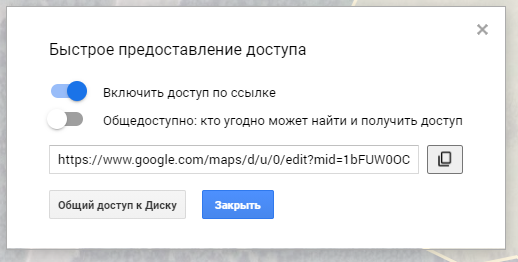 Быстрое предоставление доступа
Включить доступ по ссылке
Общедоступно: кто угодно может найти и получить доступ
https://www.google.com/maps/d/u/0/edit?mid=1bFUW0OC
Общий доступ к Диску
Закрыть